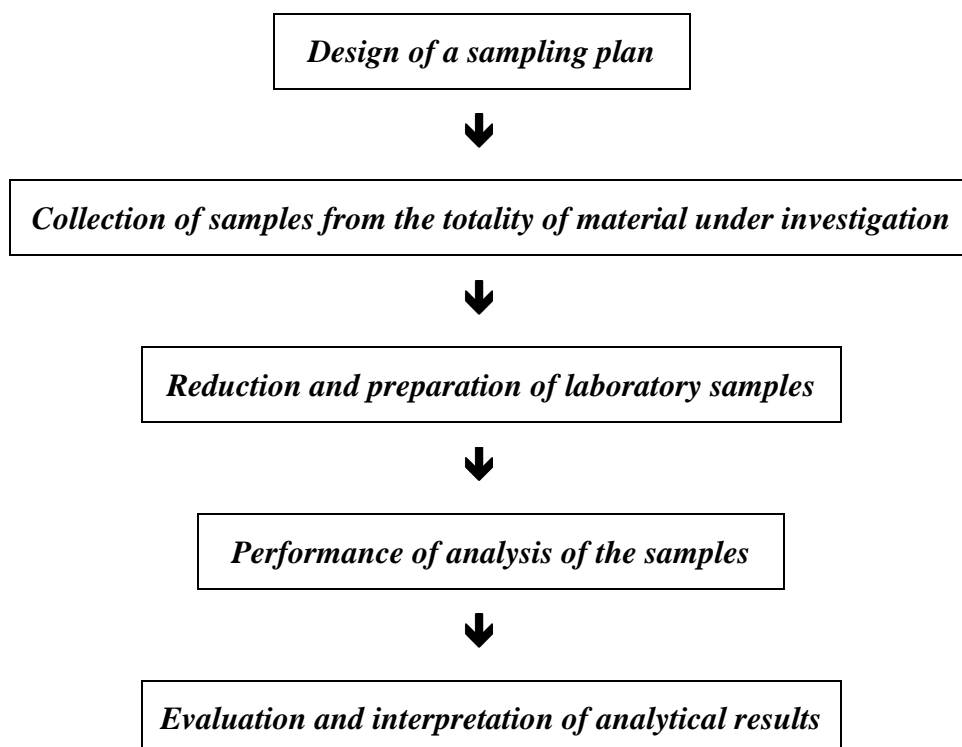 Design of a sampling plan
Collection of samples from the totality of material under investigation
Reduction and preparation of laboratory samples
Performance of analysis of the samples
Evaluation and interpretation of analytical results